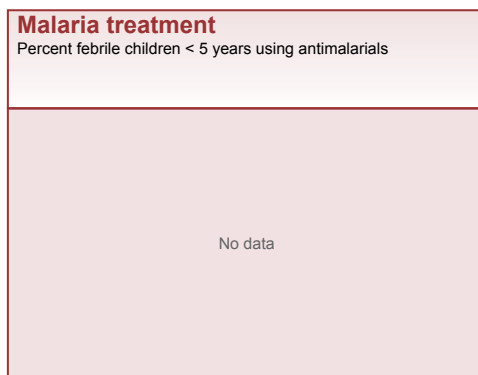 Malaria treatment
Percent febrile children < 5 years using antimalarials
No data